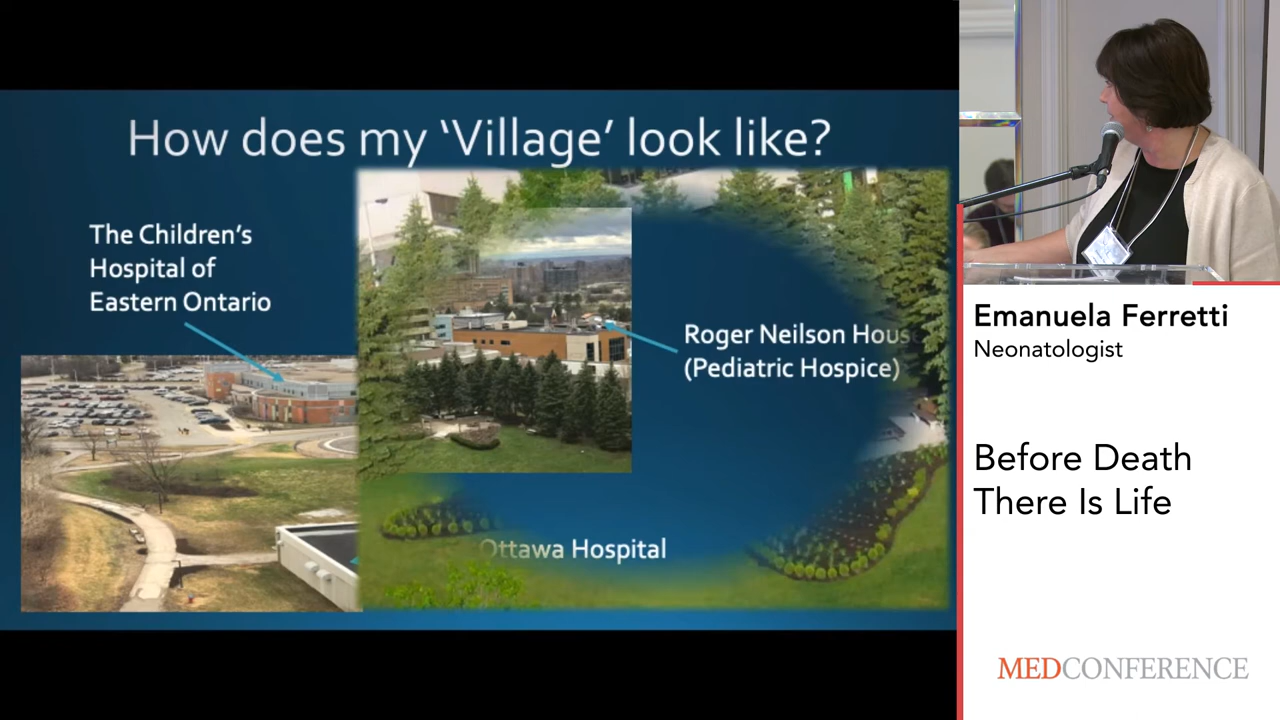 How does my 'Village' look like?
The Children's
Hospital of
Eastern Ontario
Roger Neilson Hous
(Pediatric Hospice)
Ottawa Hospital
Emanuela Ferretti
Neonatologist
Before Death
There Is Life
MEDCONFERENCE